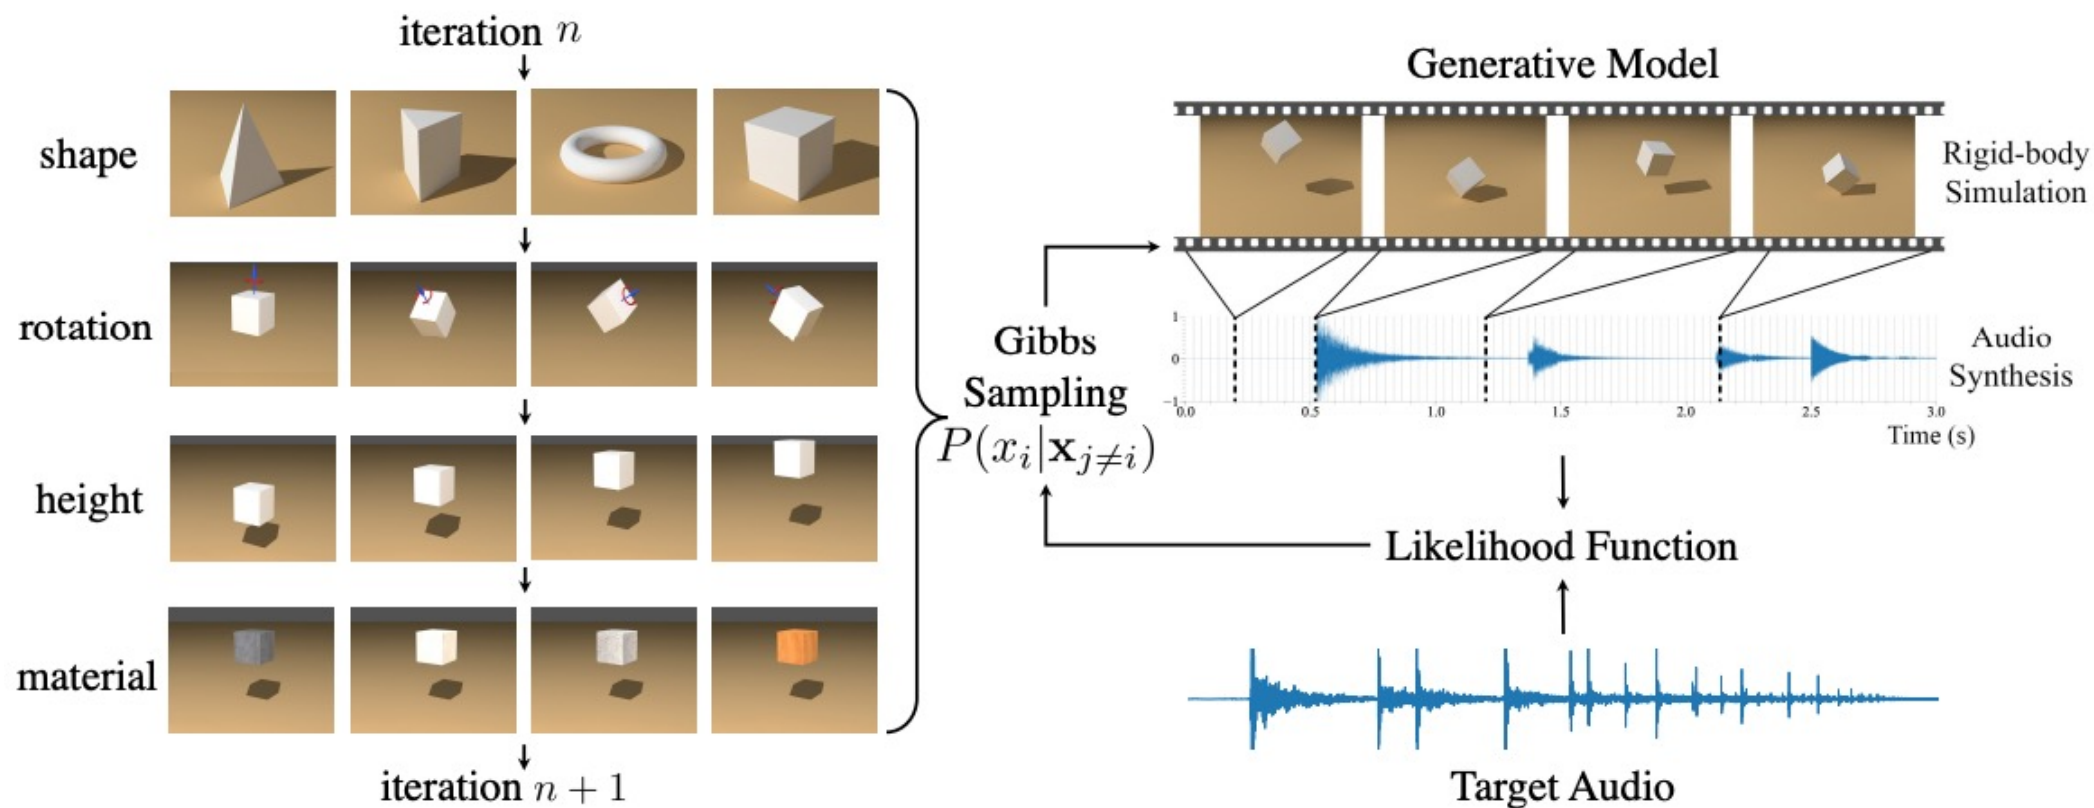 iteration n
shape
rotation
height
material
iteration n + 1
Gibbs
Sampling
P(x_i|𝐱_{j≠i})
Generative Model
Rigid-body
Simulation
1
0
−1
0.0 0.5 1.0 1.5 2.0 2.5 3.0
Time (s)
Audio
Synthesis
Likelihood Function
Target Audio